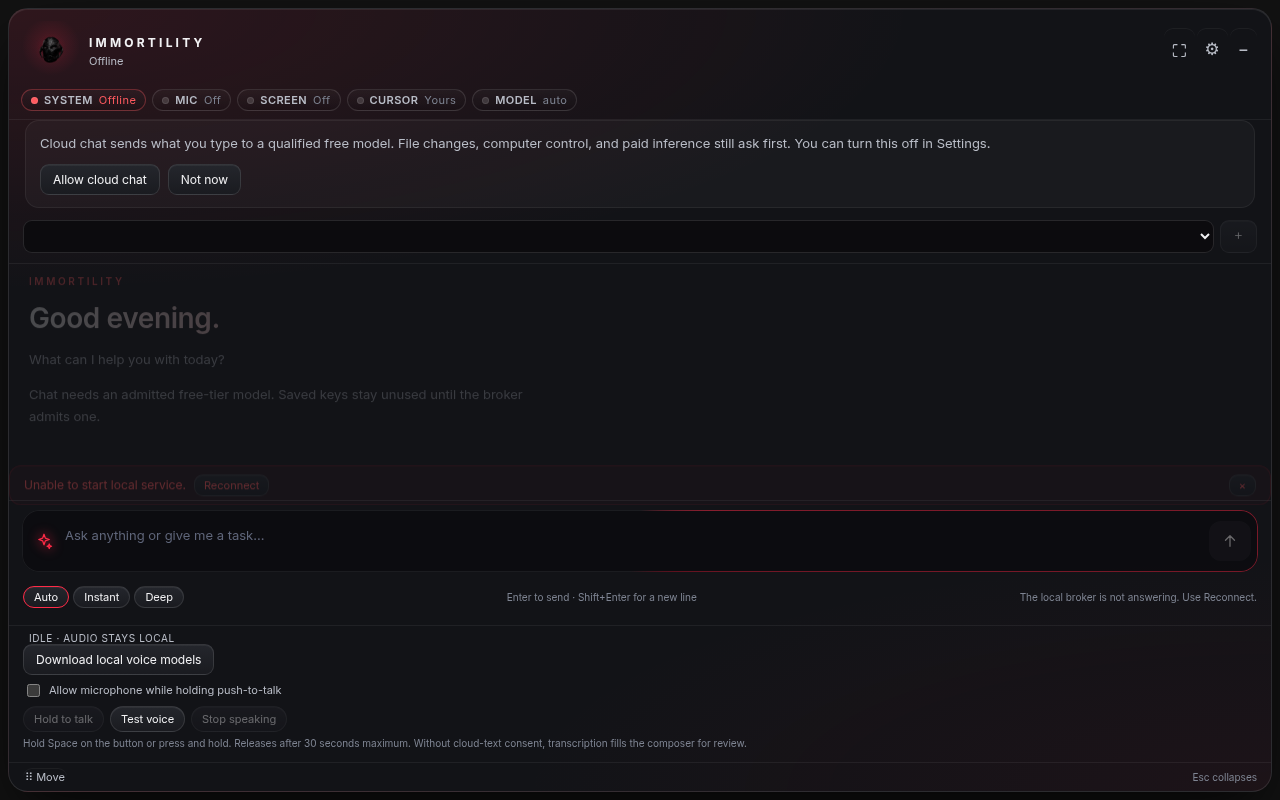 IMMORTILITY
Offline
SYSTEM Offline
MIC Off
SCREEN Off
CURSOR Yours
MODEL auto
Cloud chat sends what you type to a qualified free model. File changes, computer control, and paid inference still ask first. You can turn this off in Settings.
Allow cloud chat
Not now
+
IMMORTILITY
Good evening.
What can I help you with today?
Chat needs an admitted free-tier model. Saved keys stay unused until the broker
admits one.
Unable to start local service.
Reconnect
×
Ask anything or give me a task...
Auto
Instant
Deep
Enter to send · Shift+Enter for a new line
The local broker is not answering. Use Reconnect.
IDLE · AUDIO STAYS LOCAL
Download local voice models
Allow microphone while holding push-to-talk
Hold to talk
Test voice
Stop speaking
Hold Space on the button or press and hold. Releases after 30 seconds maximum. Without cloud-text consent, transcription fills the composer for review.
⠿ Move
Esc collapses